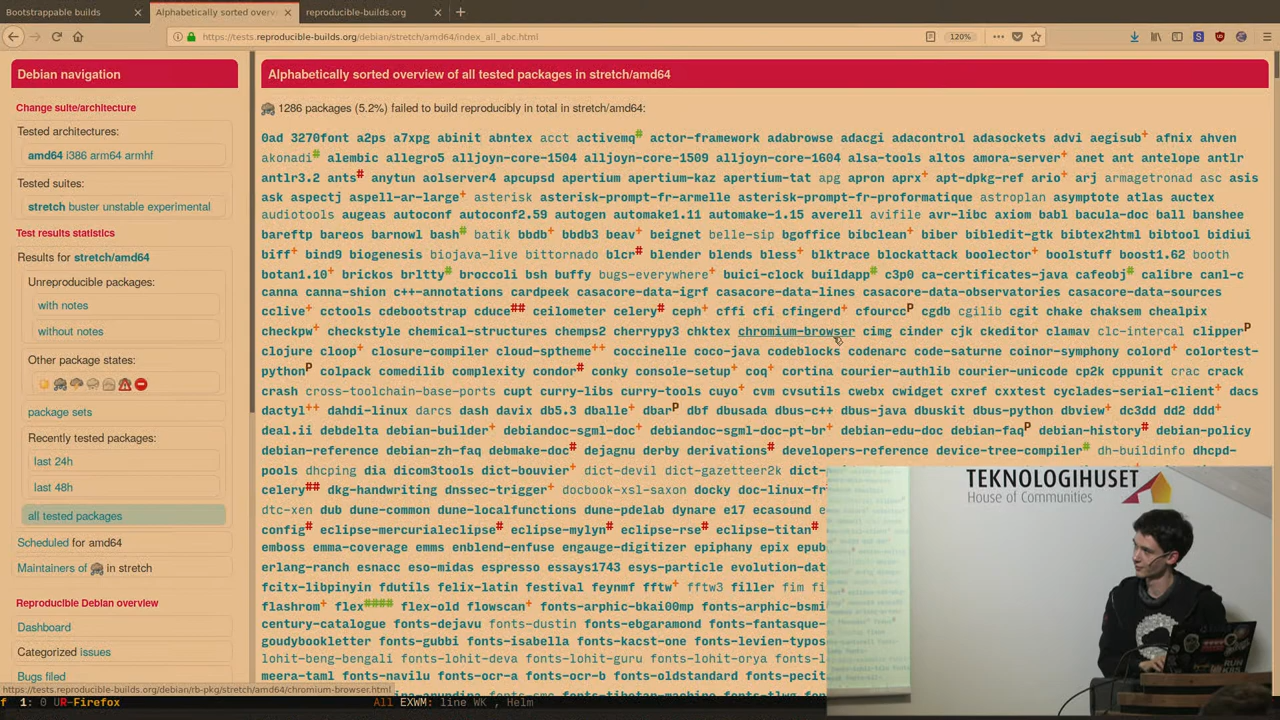 Bootstrappable builds
Alphabetically sorted over
reproducible-builds.org
https://tests.reproducible-builds.org/debian/stretch/amd64/index_all_abc.html
120%
Debian navigation
Change suite/architecture
Tested architectures:
amd64 i386 arm64 armhf
Tested suites:
stretch buster unstable experimental
Test results statistics
Results for stretch/amd64
Unreproducible packages:
with notes
without notes
Other package states:
package sets
Recently tested packages:
last 24h
last 48h
all tested packages
Scheduled for amd64
Maintainers of in stretch
Reproducible Debian overview
Dashboard
Categorized issues
Bugs filed
Alphabetically sorted overview of all tested packages in stretch/amd64
1286 packages (5.2%) failed to build reproducibly in total in stretch/amd64:
0ad 3270font a2ps a7xpg abinit abntex acct activemq# actor-framework adabrowse adacgi adacontrol adasockets advi aegisub+ afnix ahven
akonadi# alembic allegro5 alljoyn-core-1504 alljoyn-core-1509 alljoyn-core-1604 alsa-tools altos amora-server+ anet ant antelope antlr
antlr3.2 ants# anytun aolserver4 apcupsd apertium apertium-kaz apertium-tat apg apron aprx+ apt-dpkg-ref ario+ arj armagetronad asc asis
ask aspectj aspell-ar-large+ asterisk asterisk-prompt-fr-armelle asterisk-prompt-fr-proformatique astroplan asymptote atlas auctex
audiotools augeas autoconf autoconf2.59 autogen automake1.11 automake-1.15 averell avifile avr-libc axiom babl bacula-doc ball banshee
bareftp bareos barnowl bash# batik bbdb+ bbdb3 beav+ beignet belle-sip bgoffice bibclean+ biber bibledit-gtk bibtex2html bibtool bidiui
biff+ bind9 biogenesis biojava-live bittornado blcr# blender blends bless+ blktrace blockattack boolector+ boolstuff boost1.62 booth
botan1.10+ brickos brltty# broccoli bsh buffy bugs-everywhere+ buici-clock buildapp# c3p0 ca-certificates-java cafeobj# calibre canl-c
canna canna-shion c++-annotations cardpeek casacore-data-igrf casacore-data-lines casacore-data-observatories casacore-data-sources
cclive+ cctools cdebootstrap cduce## ceilometer celery# ceph+ cffi cfi cfingerd+ cfourccP cgdb cgilib cgit chake chaksem chealpix
checkpw+ checkstyle chemical-structures chemps2 cherrypy3 chktex chromium-browser cimg cinder cjk ckeditor clamav clc-intercal clipperP
clojure cloop+ closure-compiler cloud-sptheme++ coccinelle coco-java codeblocks codenarc code-saturne coinor-symphony colord+ colortest-
pythonP colpack comedilib complexity condor# conky console-setup+ coq+ cortina courier-authlib courier-unicode cp2k cppunit crac crack
crash cross-toolchain-base-ports cupt curry-libs curry-tools cuyo+ cvm cvsutils cwebx cwidget cxref cxxtest cyclades-serial-client+ dacs
dactyl++ dahdi-linux darcs dash davix db5.3 dballe+ dbarP dbf dbusada dbus-c++ dbus-java dbuskit dbus-python dbview+ dc3dd dd2 ddd+
deal.ii debdelta debian-builder+ debiandoc-sgml-doc+ debiandoc-sgml-doc-pt-br+ debian-edu-doc debian-faqP debian-history# debian-policy
debian-reference debian-zh-faq debmake-doc# dejagnu derby derivations# developers-reference device-tree-compiler# dh-buildinfo dhcpd-
pools dhcping dia dicom3tools dict-bouvier+ dict-devil dict-gazetteer2k dict-
celery## dkg-handwriting dnssec-trigger+ docbook-xsl-saxon docky doc-linux-fr
dtc-xen dub dune-common dune-localfunctions dune-pdelab dynare e17 ecasound e
config# eclipse-mercurialeclipse# eclipse-mylyn# eclipse-rse# eclipse-titan#
emboss emma-coverage emms enblend-enfuse engauge-digitizer epiphany epix epub
erlang-ranch esnacc eso-midas espresso essays1743 esys-particle evolution-dat
fcitx-libpinyin fdutils felix-latin festival feynmf fftw+ fftw3 filler fim fi
flashrom+ flex#### flex-old flowscan+ fonts-arphic-bkai00mp fonts-arphic-bsmi
century-catalogue fonts-dejavu fonts-dustin fonts-ebgaramond fonts-fantasque-
goudybookletter fonts-gubbi fonts-isabella fonts-kacst-one fonts-levien-typos
lohit-beng-bengali fonts-lohit-deva fonts-lohit-guru fonts-lohit-orya fonts-l
meera-taml fonts-navilu fonts-ocr-a fonts-ocr-b fonts-oldstandard fonts-pecit
TEKNOLOGIHUSET
House of Communities
https://tests.reproducible-builds.org/debian/rb-pkg/stretch/amd64/chromium-browser.html
f 1: 0 UR-Firefox
All EXWM: line WK , Helm